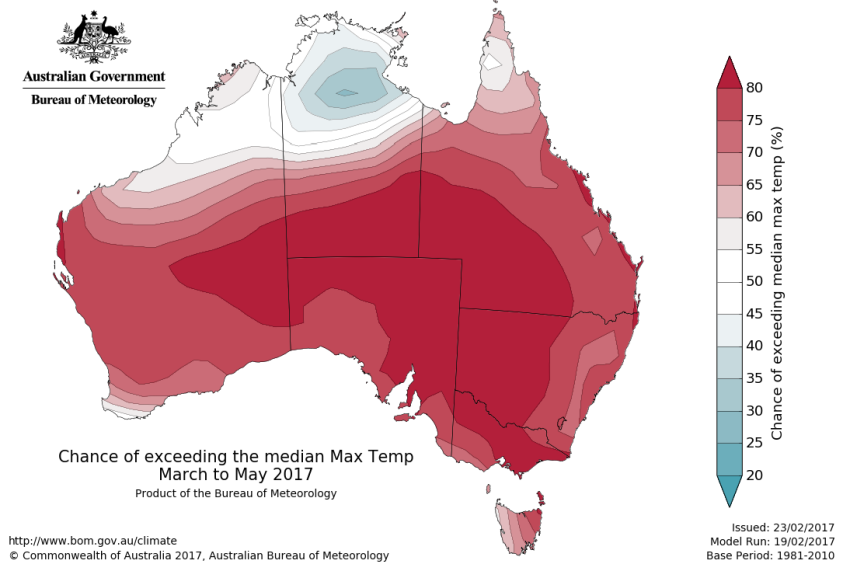 Australian Government
Bureau of Meteorology
80
75
70
65
60
55
50
45
40
35
30
25
20
Chance of exceeding median max temp (%)
Chance of exceeding the median Max Temp
March to May 2017
Product of the Bureau of Meteorology
http://www.bom.gov.au/climate
© Commonwealth of Australia 2017, Australian Bureau of Meteorology
Issued: 23/02/2017
Model Run: 19/02/2017
Base Period: 1981-2010